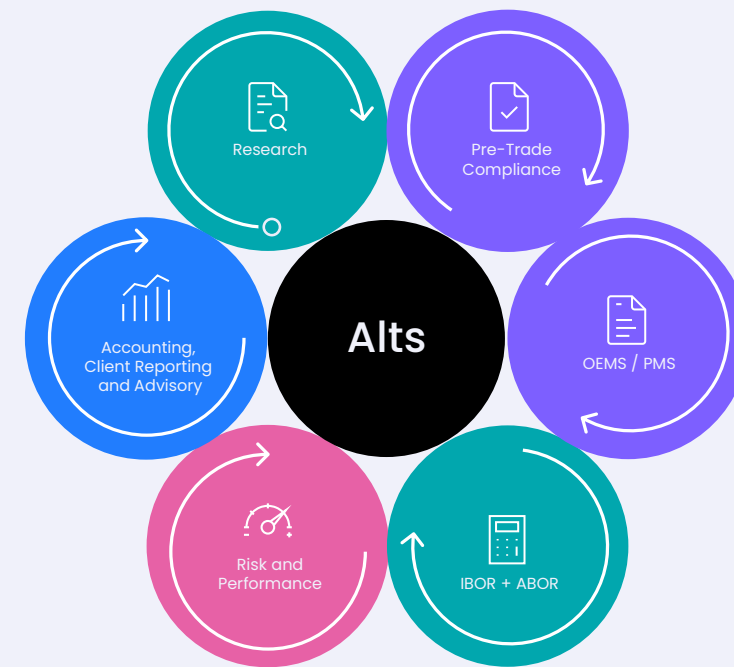 Research
Pre-Trade
Compliance
Alts
OEMS / PMS
Accounting,
Client Reporting
and Advisory
Risk and
Performance
IBOR + ABOR